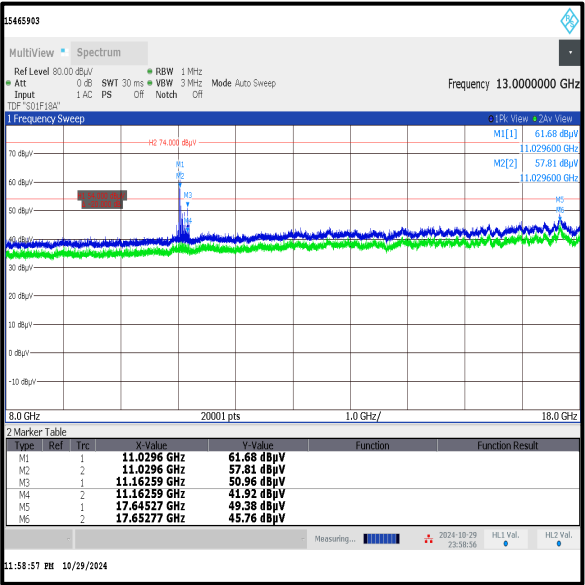 15465903
MultiView Spectrum
Ref Level 80.00 dBµV RBW 1 MHz
Att 0 dB SWT 30 ms VBW 3 MHz Mode Auto Sweep Frequency 13.0000000 GHz
Input 1 AC PS Off Notch Off
TDF "S01F18A"
1 Frequency Sweep 1Pk View 2Av View
M1[1] 61.68 dBµV
11.029600 GHz
M2[2] 57.81 dBµV
11.029600 GHz
H2 74.000 dBµV
70 dBµV
M1
M2
60 dBµV
M3
M5
M6
50 dBµV
M4
40 dBµV
30 dBµV
20 dBµV
10 dBµV
0 dBµV
-10 dBµV
8.0 GHz 20001 pts 1.0 GHz/ 18.0 GHz
2 Marker Table
Type Ref Trc X-Value Y-Value Function Function Result
M1 1 11.0296 GHz 61.68 dBµV
M2 2 11.0296 GHz 57.81 dBµV
M3 1 11.16259 GHz 50.96 dBµV
M4 2 11.16259 GHz 41.92 dBµV
M5 1 17.64527 GHz 49.38 dBµV
M6 2 17.65277 GHz 45.76 dBµV
Measuring... 2024-10-29 HL1 Val. HL2 Val.
23:58:56
11:58:57 PM 10/29/2024